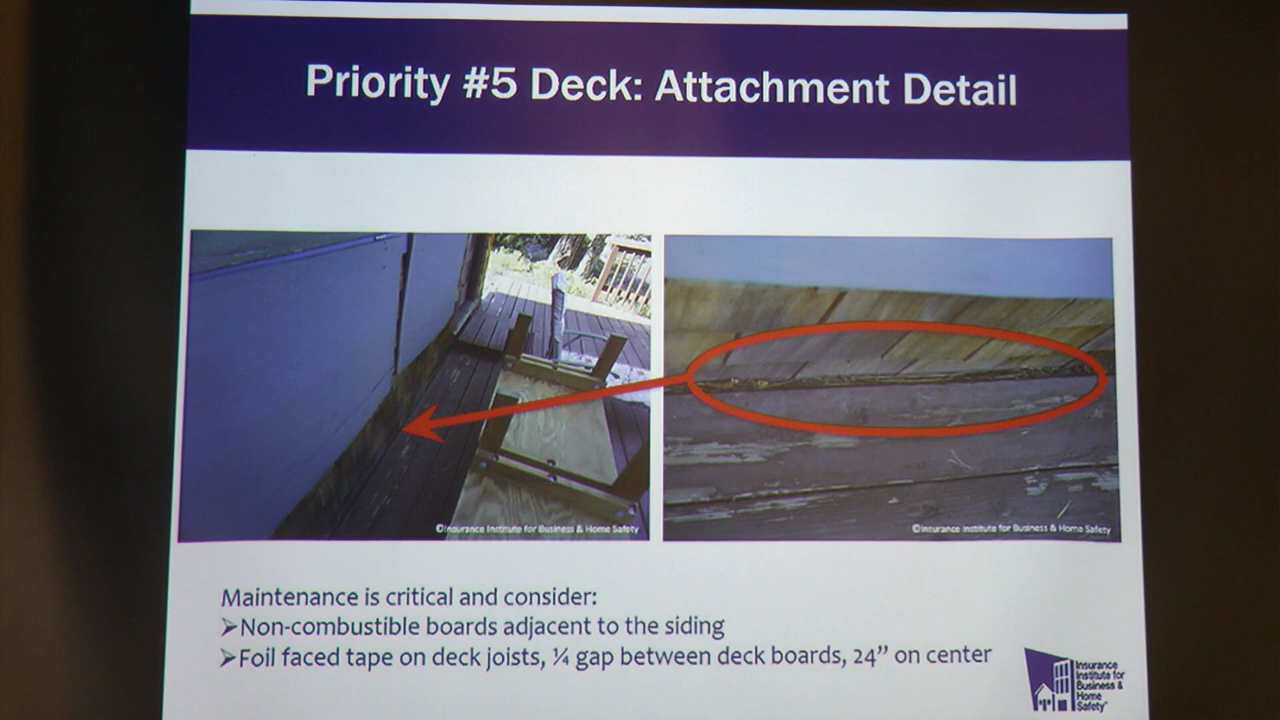 Priority #5 Deck: Attachment Detail
©Insurance Institute for Business & Home Safety
©Insurance Institute for Business & Home Safety
Maintenance is critical and consider:
➢Non-combustible boards adjacent to the siding
➢Foil faced tape on deck joists, ¼ gap between deck boards, 24” on center
Insurance
Institute for
Business &
Home
Safety